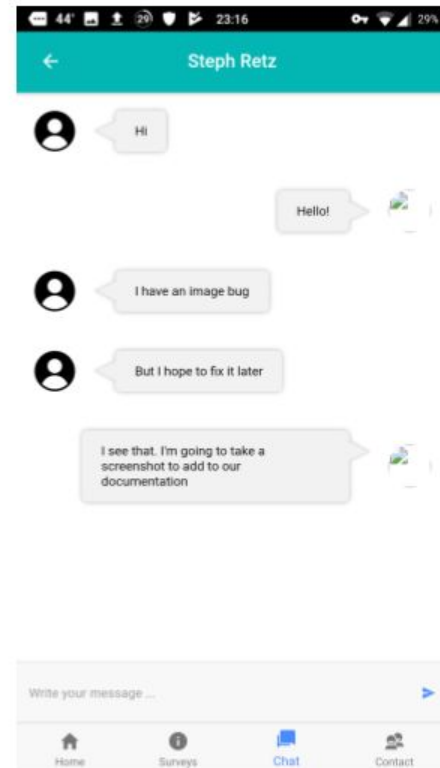 44° 29 23:16 29%
Steph Retz
Hi
Hello!
I have an image bug
But I hope to fix it later
I see that. I'm going to take a
screenshot to add to our
documentation
Write your message ...
Home Surveys Chat Contact